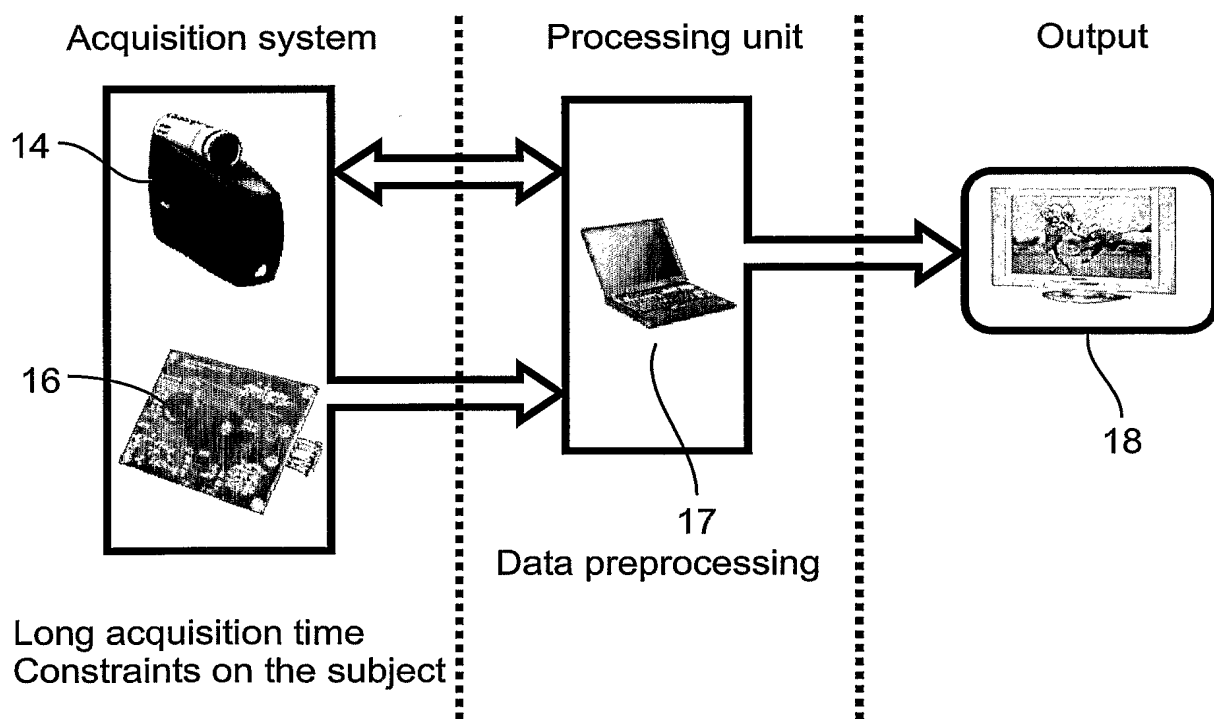 Acquisition system
Processing unit
Output
14
16
17
18
Data preprocessing
Long acquisition time
Constraints on the subject